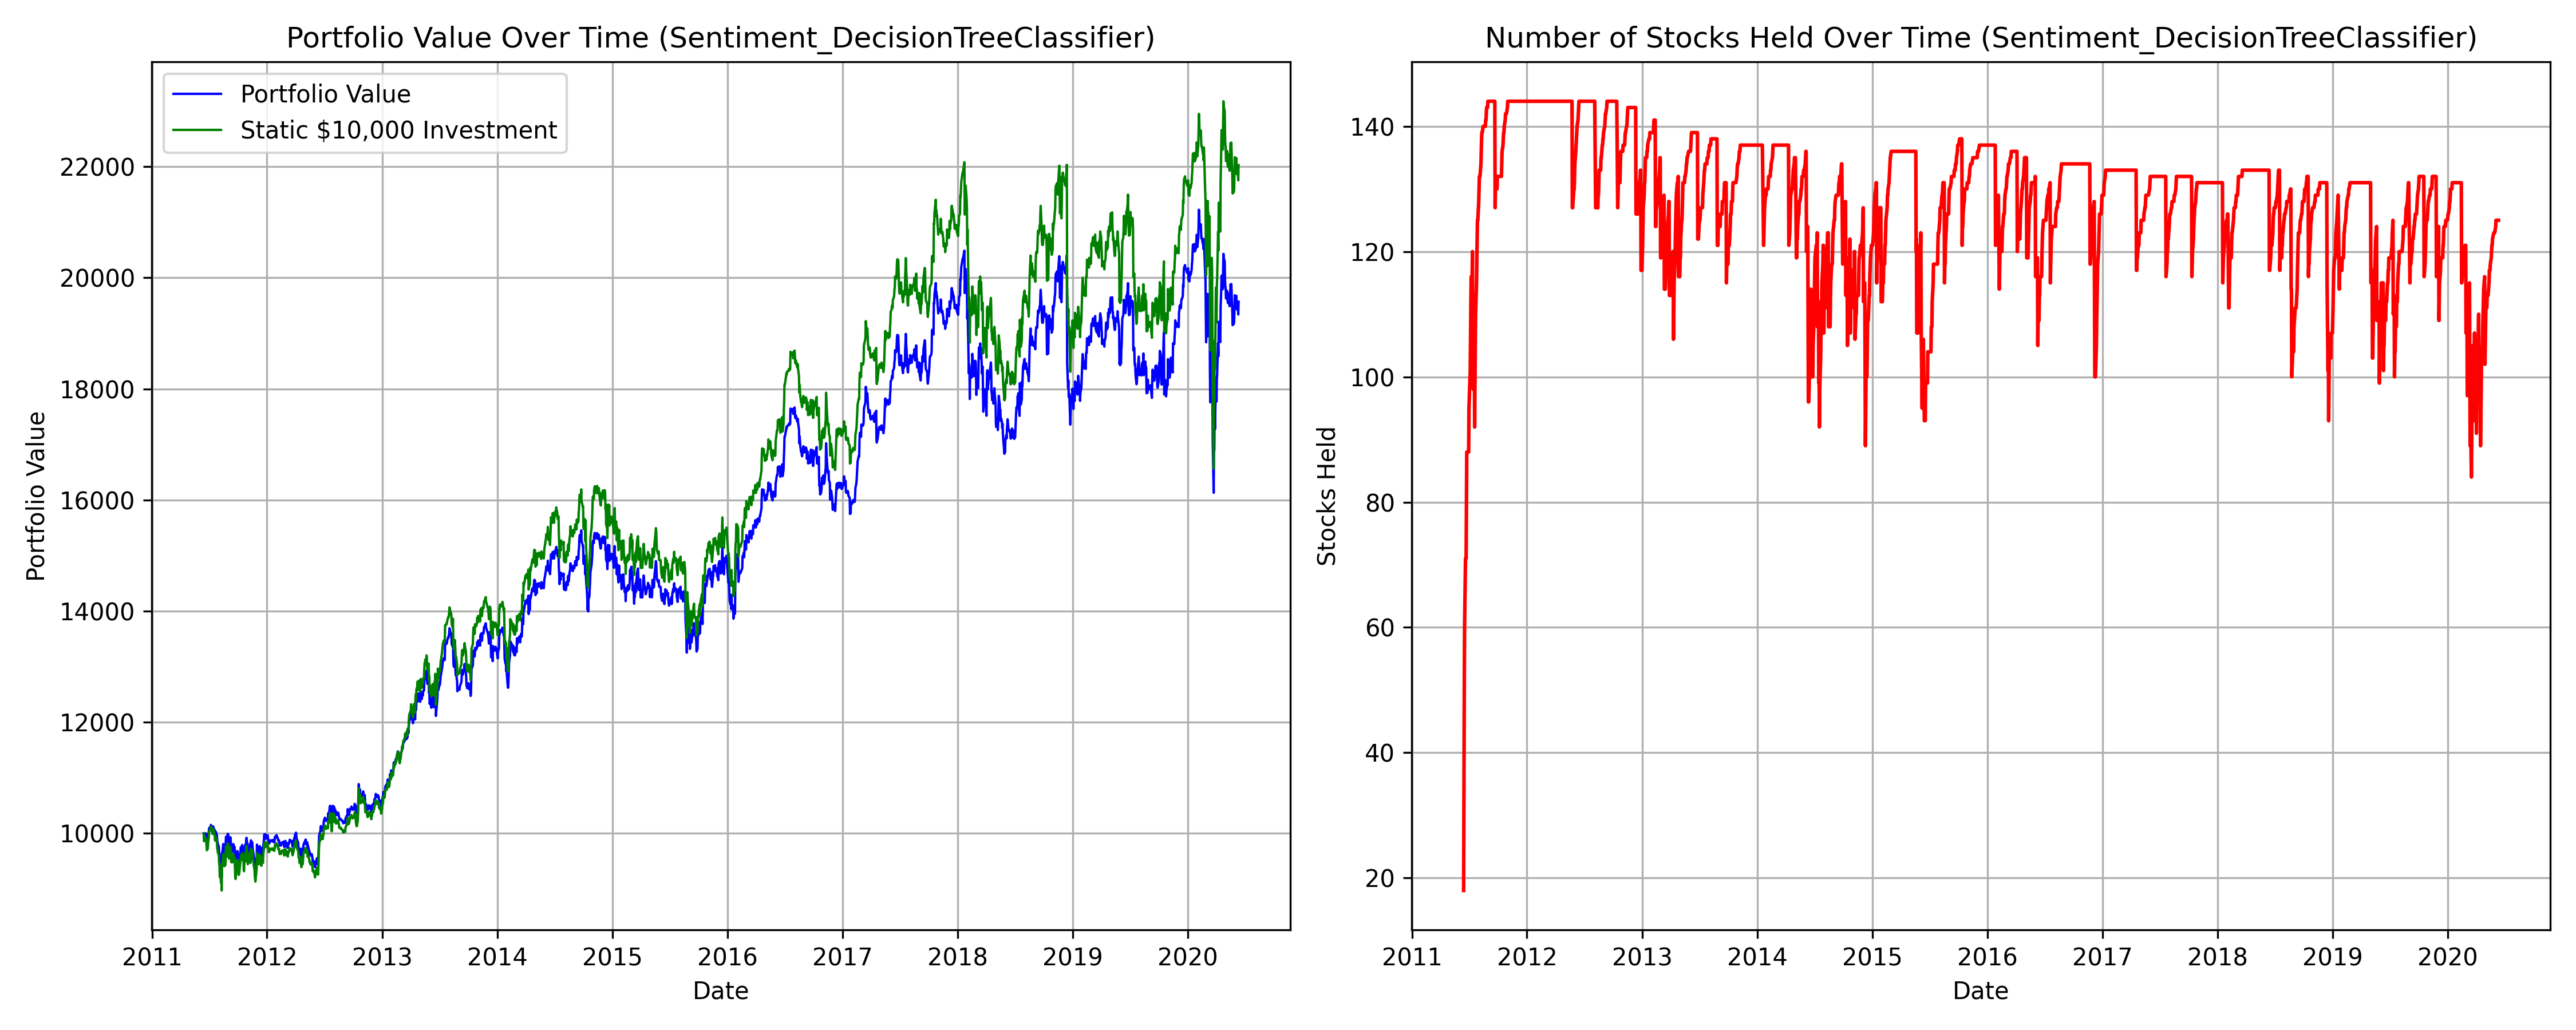 Portfolio Value Over Time (Sentiment_DecisionTreeClassifier)
Portfolio Value
Static $10,000 Investment
22000
20000
18000
16000
14000
12000
10000
Portfolio Value
2011 2012 2013 2014 2015 2016 2017 2018 2019 2020
Date
Number of Stocks Held Over Time (Sentiment_DecisionTreeClassifier)
140
120
100
80
60
40
20
Stocks Held
2011 2012 2013 2014 2015 2016 2017 2018 2019 2020
Date